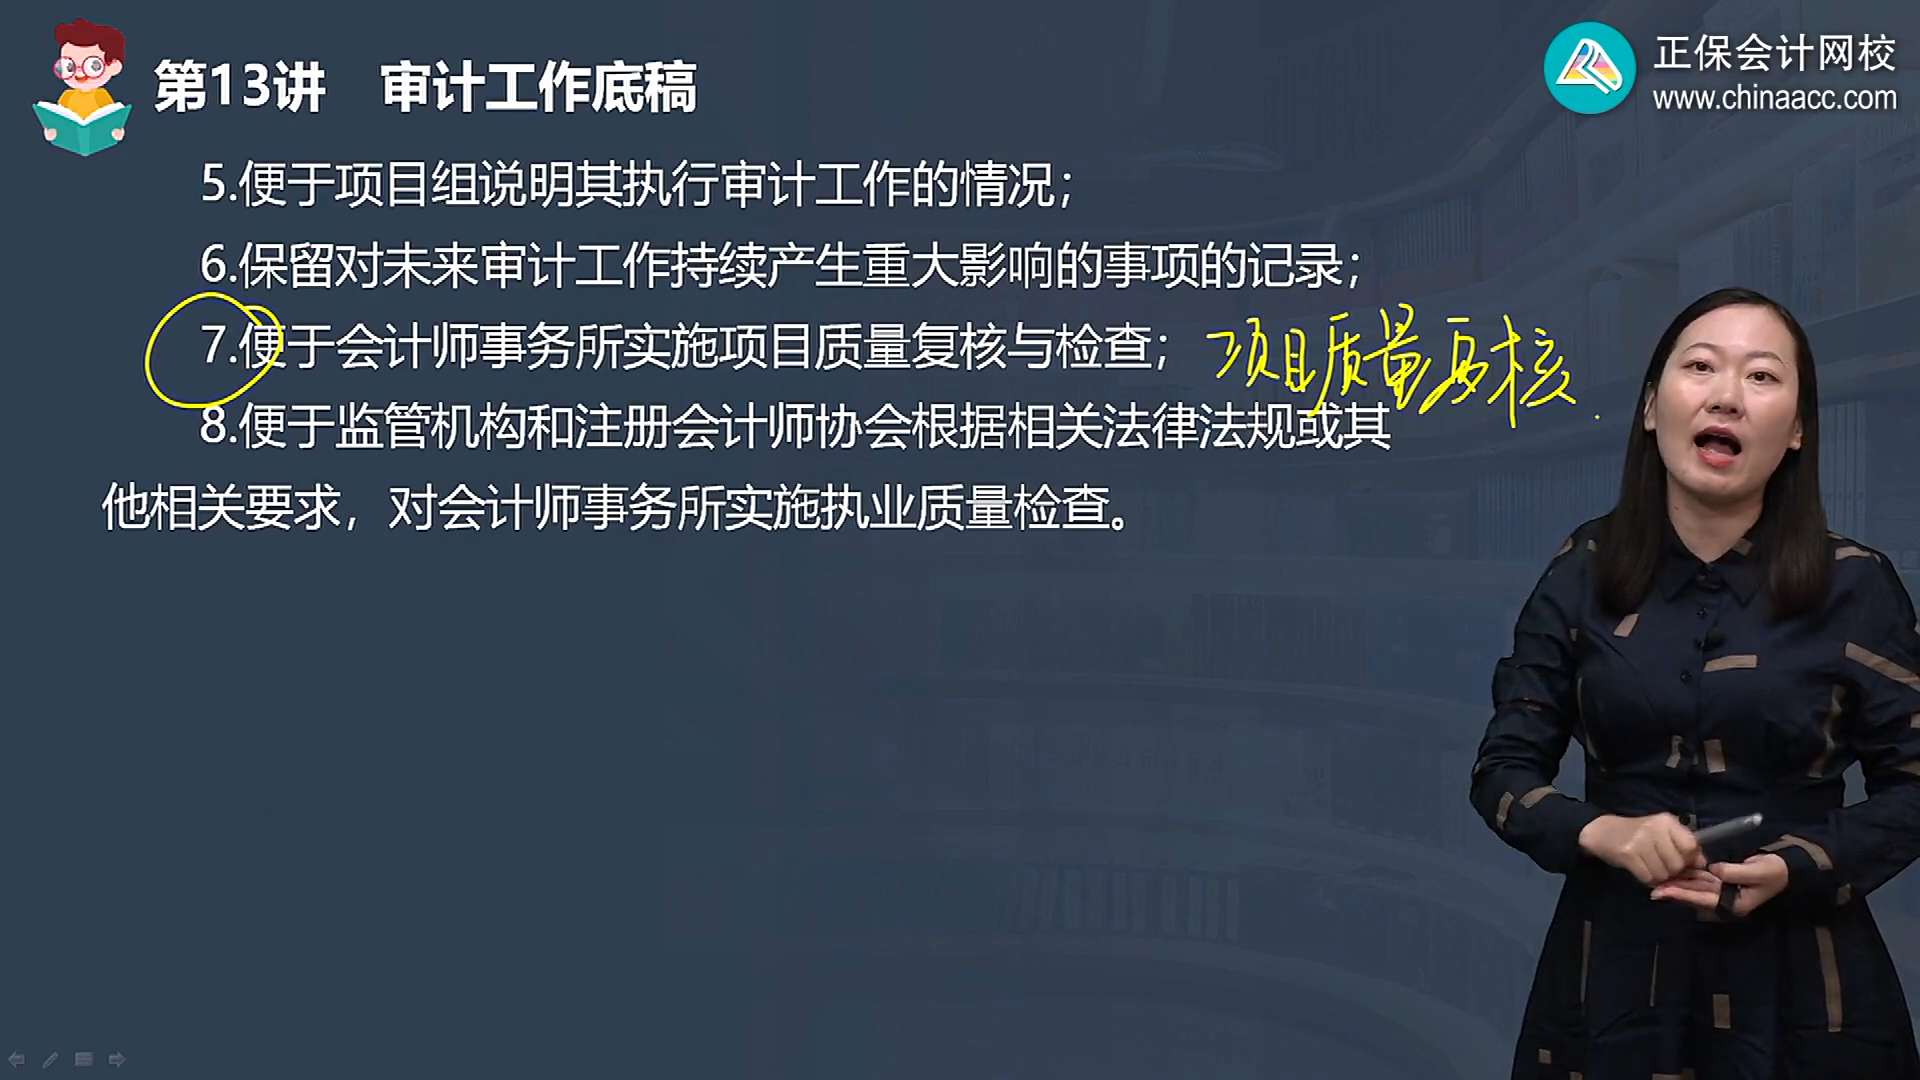 第13讲 审计工作底稿
正保会计网校
www.chinaacc.com
5.便于项目组说明其执行审计工作的情况；
6.保留对未来审计工作持续产生重大影响的事项的记录；
7.便于会计师事务所实施项目质量复核与检查；
项目质量复核
8.便于监管机构和注册会计师协会根据相关法律法规或其
他相关要求，对会计师事务所实施执业质量检查。